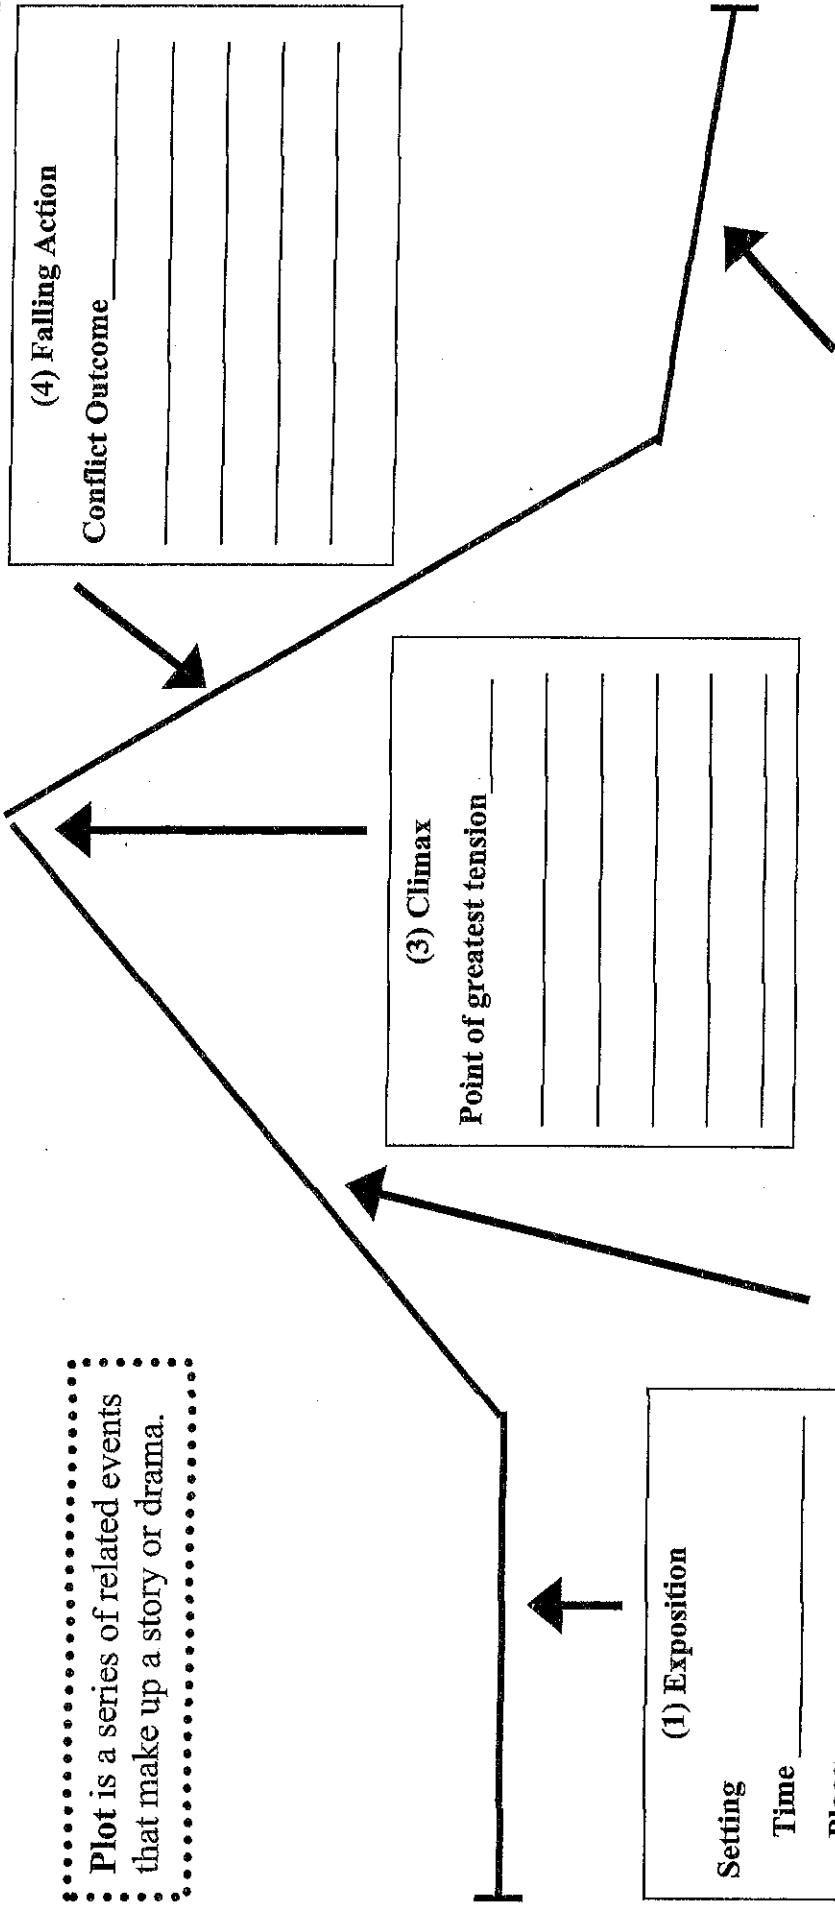 Plot is a series of related events
that make up a story or drama.
(1) Exposition
Setting
Time
(3) Climax
Point of greatest tension
(4) Falling Action
Conflict Outcome